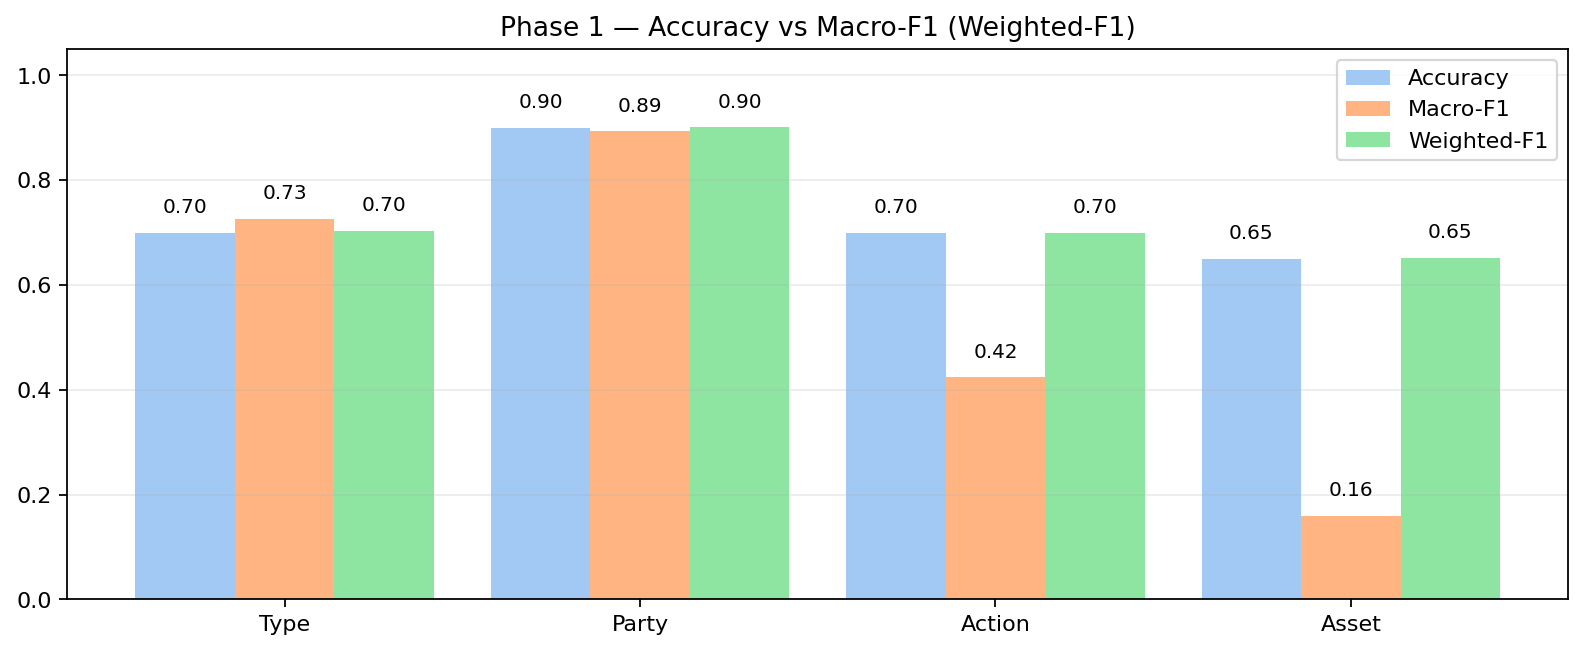 Phase 1 — Accuracy vs Macro-F1 (Weighted-F1)
1.0
0.8
0.6
0.4
0.2
0.0
Accuracy
Macro-F1
Weighted-F1
0.70
0.73
0.70
0.90
0.89
0.90
0.70
0.42
0.70
0.65
0.16
0.65
Type
Party
Action
Asset